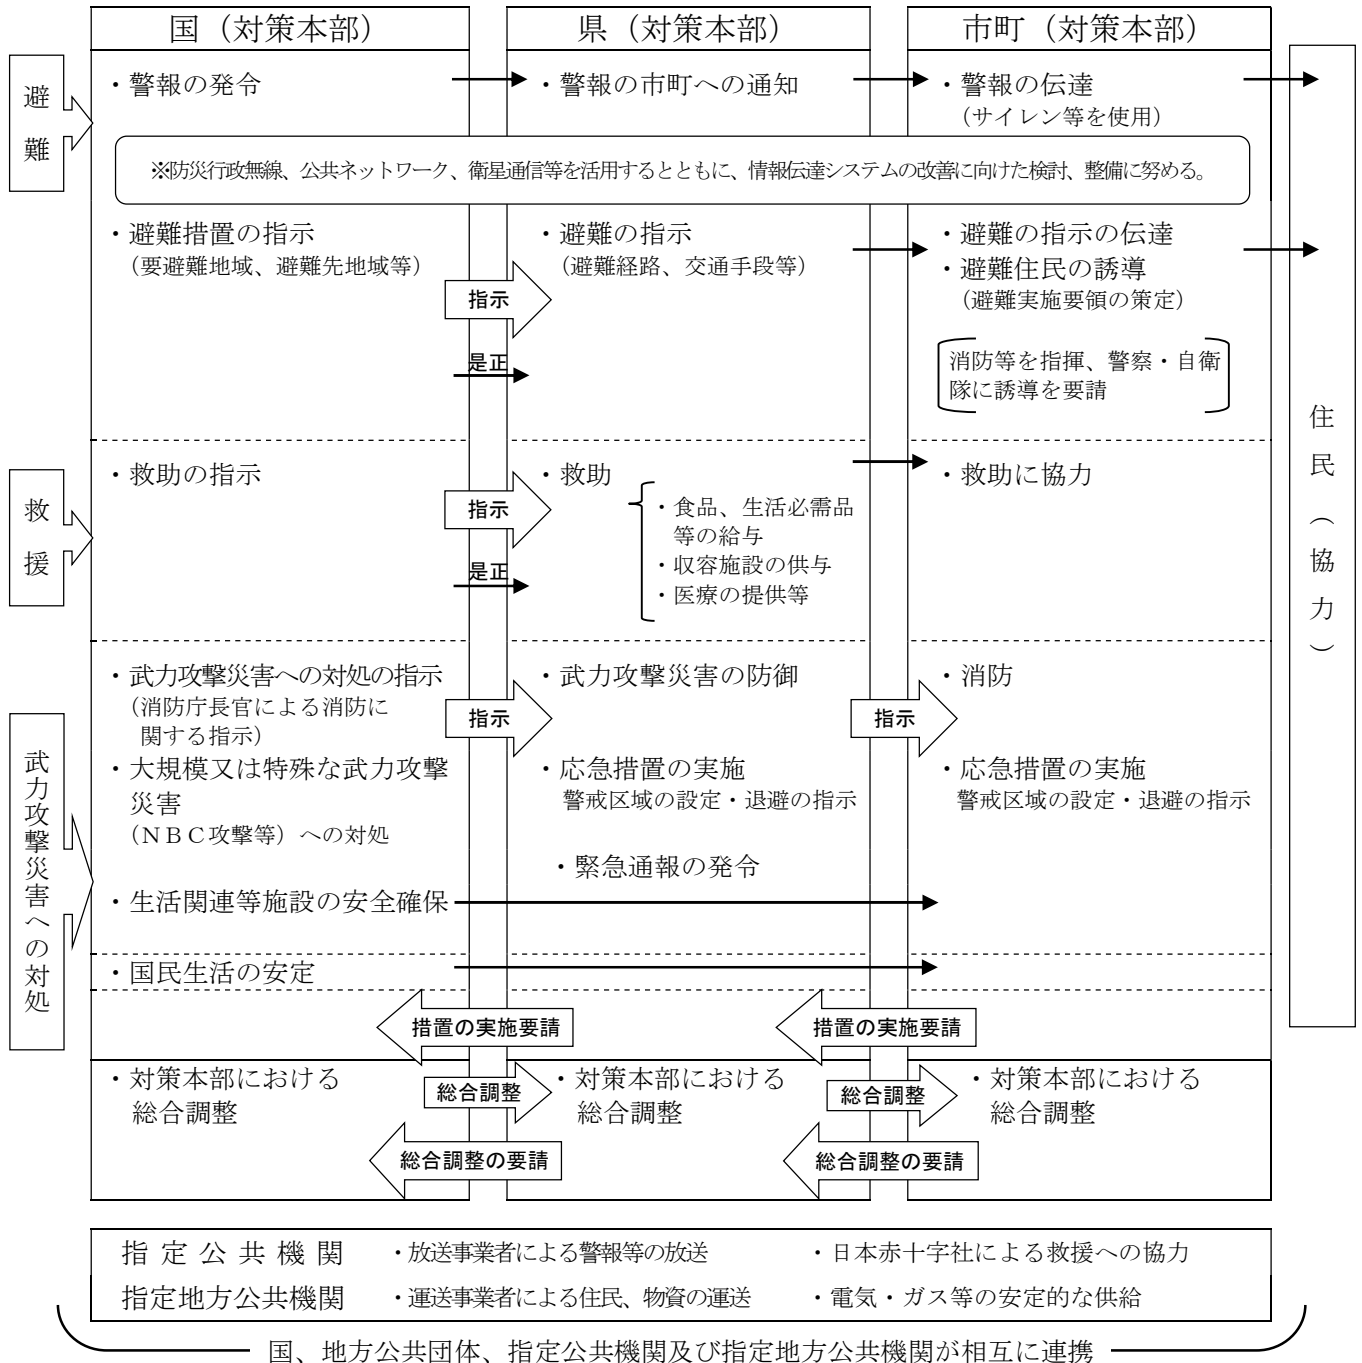 国（対策本部）
県（対策本部）
市町（対策本部）
避難
・警報の発令
・警報の市町への通知
・警報の伝達
（サイレン等を使用）
※防災行政無線、公共ネットワーク、衛星通信等を活用するとともに、情報伝達システムの改善に向けた検討、整備に努める。
・避難措置の指示
（要避難地域、避難先地域等）
指示
是正
・避難の指示
（避難経路、交通手段等）
・避難の指示の伝達
・避難住民の誘導
（避難実施要領の策定）
消防等を指揮、警察・自衛
隊に誘導を要請
住民（協力）
救援
・救助の指示
指示
是正
・救助
・食品、生活必需品
等の給与
・収容施設の供与
・医療の提供等
・救助に協力
武力攻撃災害への対処
・武力攻撃災害への対処の指示
（消防庁長官による消防に
関する指示）
指示
・武力攻撃災害の防御
指示
・消防
・大規模又は特殊な武力攻撃
災害
（ＮＢＣ攻撃等）への対処
・応急措置の実施
警戒区域の設定・退避の指示
・応急措置の実施
警戒区域の設定・退避の指示
・緊急通報の発令
・生活関連等施設の安全確保
・国民生活の安定
措置の実施要請
措置の実施要請
・対策本部における
総合調整
総合調整
・対策本部における
総合調整
総合調整
・対策本部における
総合調整
総合調整の要請
総合調整の要請
指定公共機関
・放送事業者による警報等の放送
・日本赤十字社による救援への協力
指定地方公共機関
・運送事業者による住民、物資の運送
・電気・ガス等の安定的な供給
国、地方公共団体、指定公共機関及び指定地方公共機関が相互に連携